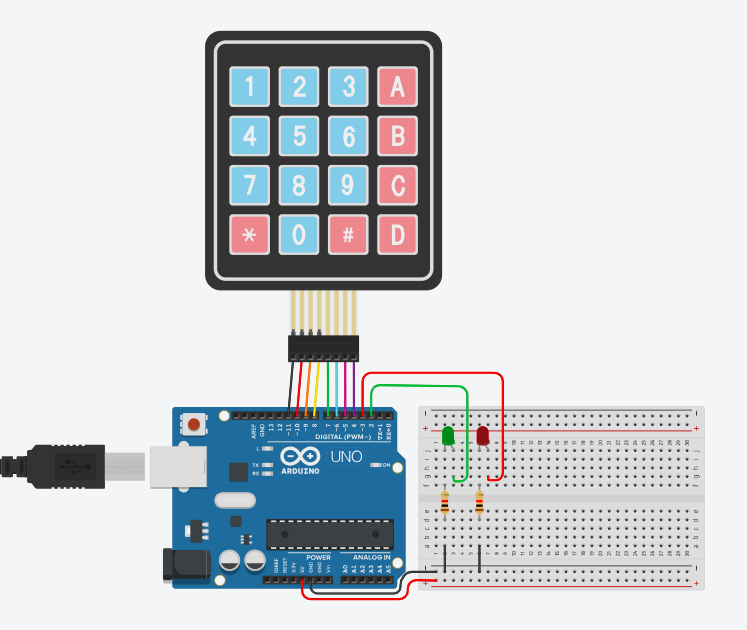 1 2 3 A
4 5 6 B
7 8 9 C
* 0 # D
AREF GND 13 12 ~11 ~10 ~9 8 7 ~6 ~5 4 ~3 2 TX→1 RX←0
DIGITAL (PWM~)
L
TX
RX
UNO
ON
ARDUINO
POWER
ANALOG IN
IOREF RESET 3.3V 5V GND GND Vin A0 A1 A2 A3 A4 A5